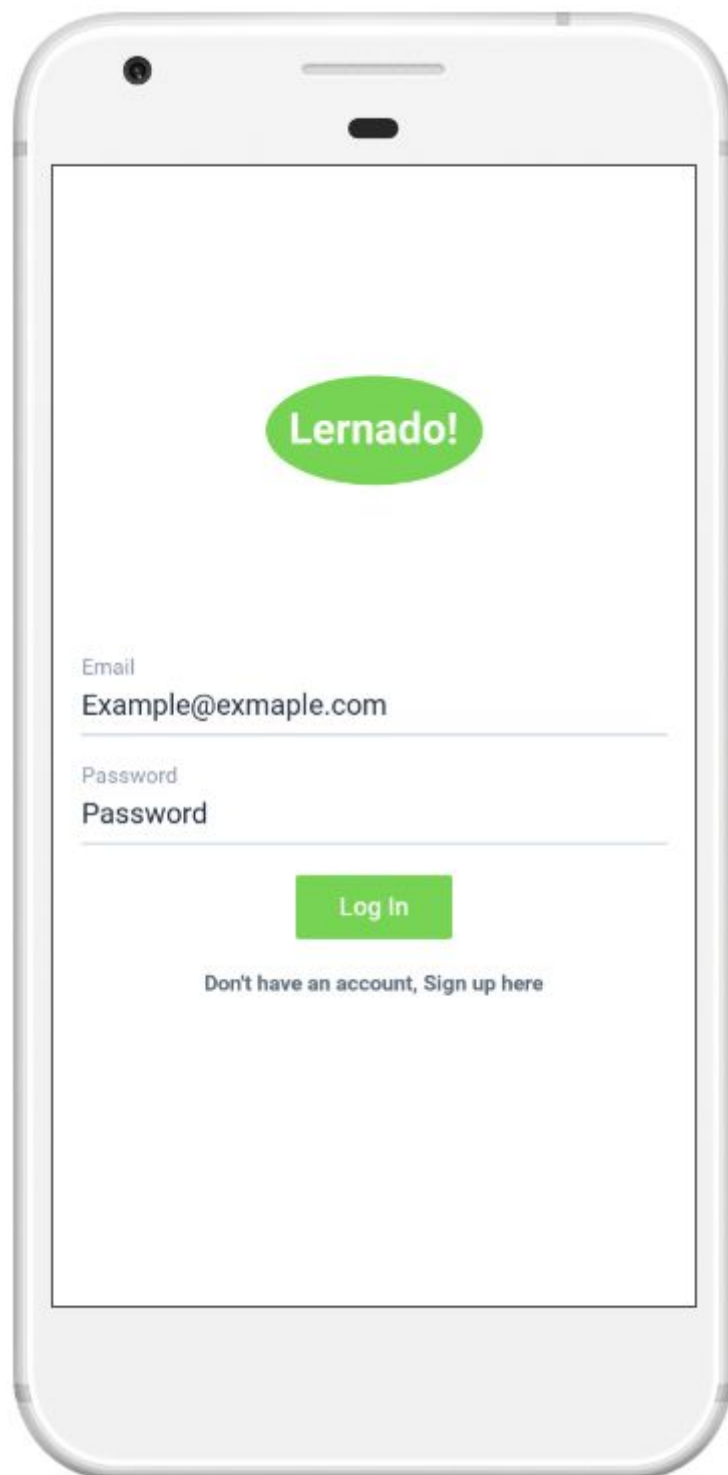 Lernado!
Email
Example@exmaple.com
Password
Password
Log In
Don't have an account, Sign up here